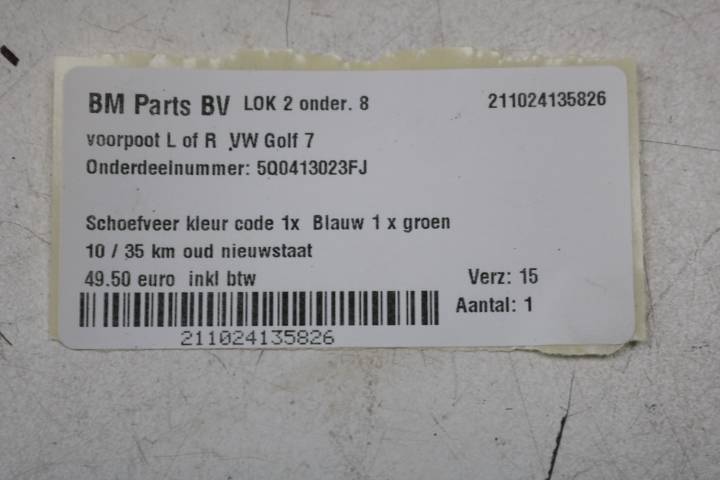 BM Parts BV LOK 2 onder. 8 211024135826
voorpoot L of R VW Golf 7
Onderdeelnummer: 5Q0413023FJ
Schoefveer kleur code 1x Blauw 1 x groen
10 / 35 km oud nieuwstaat
49.50 euro inkl btw Verz: 15
Aantal: 1
211024135826